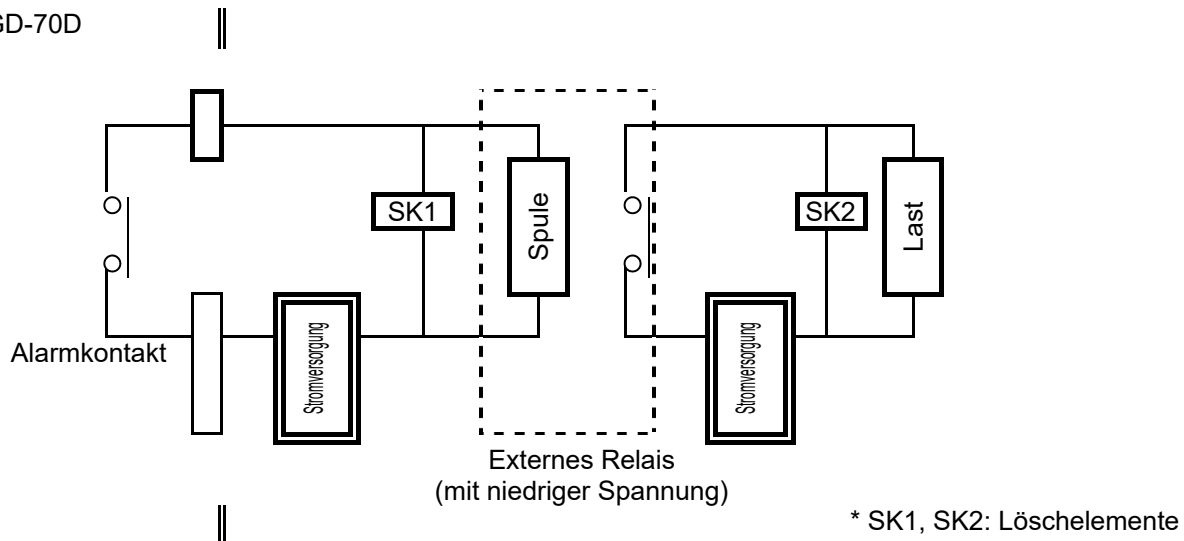 GD-70D
SK1
Spule
SK2
Last
Stromversorgung
Stromversorgung
Alarmkontakt
Externes Relais
(mit niedriger Spannung)
* SK1, SK2: Löschelemente